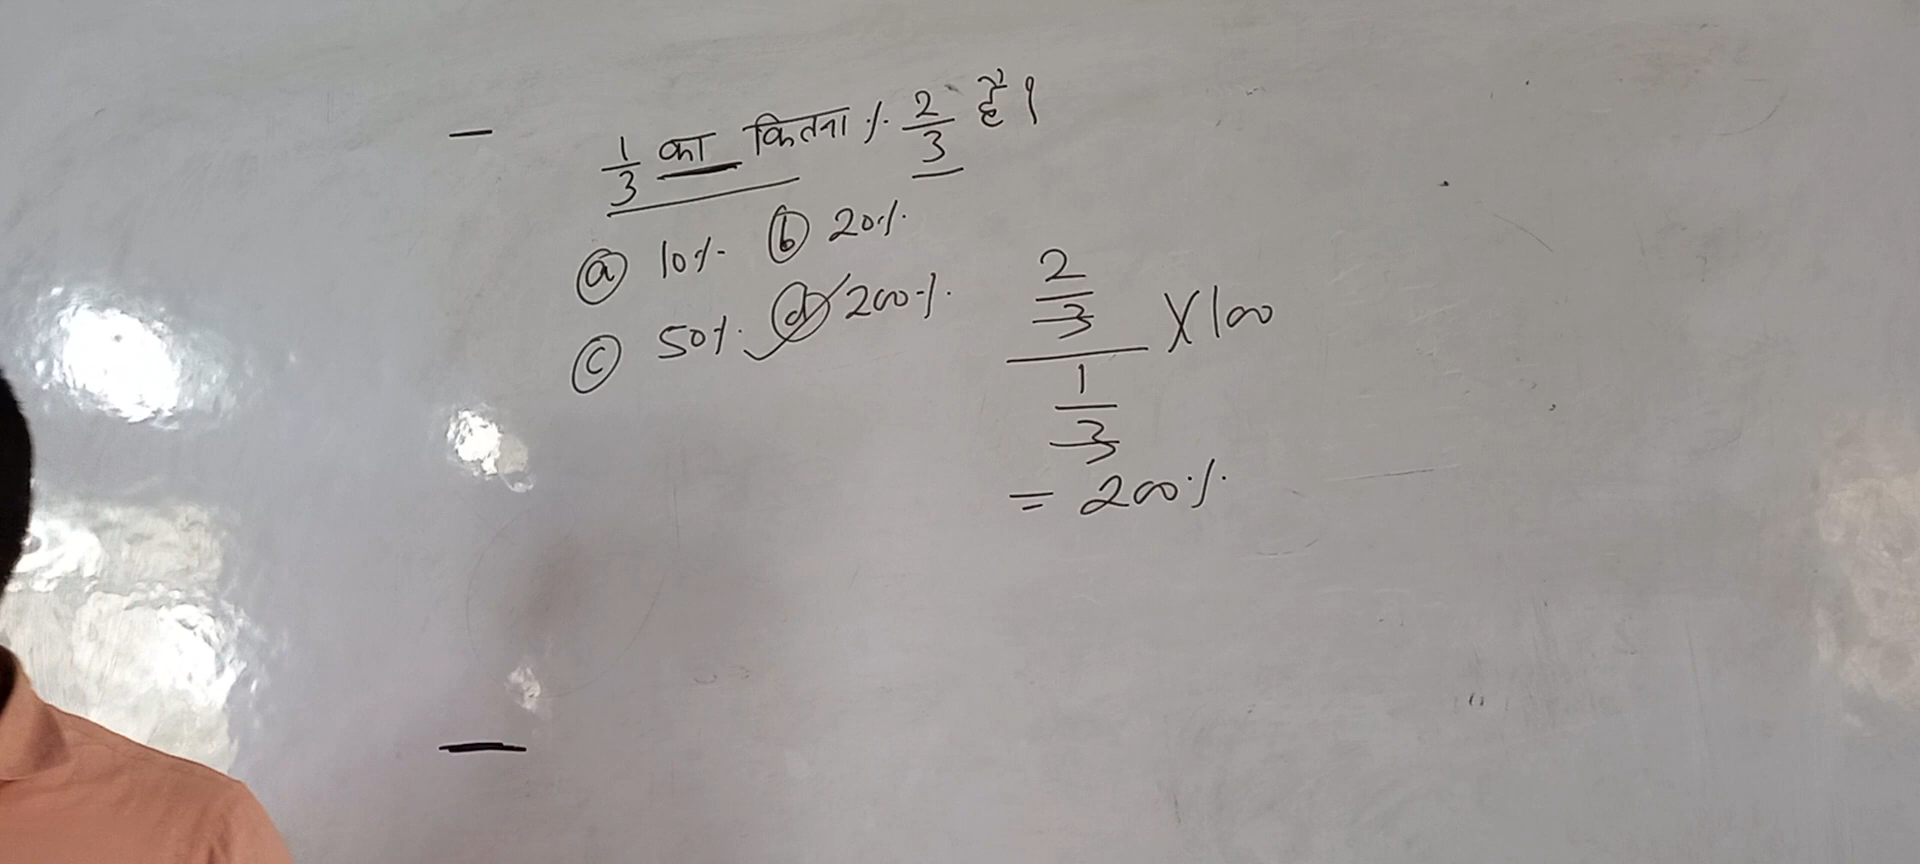 1/3 का कितना % 2/3 है।
(a) 10% (b) 20%
(c) 50% (d) ✓ 200%
(2/3)/(1/3) X 100
= 200%